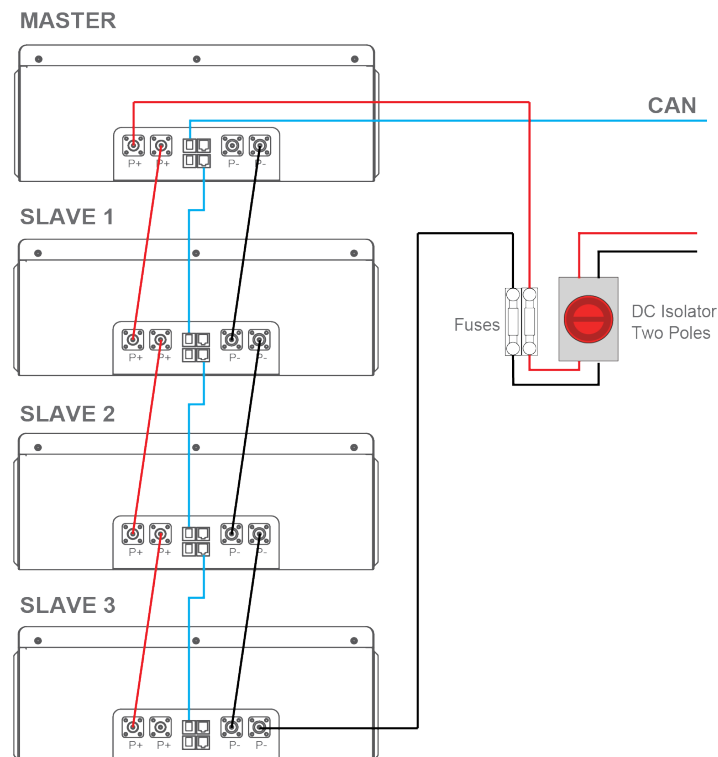 MASTER
CAN
P+ P+ P- P-
SLAVE 1
P+ P+ P- P-
Fuses
DC Isolator
Two Poles
SLAVE 2
P+ P+ P- P-
SLAVE 3
P+ P+ P- P-